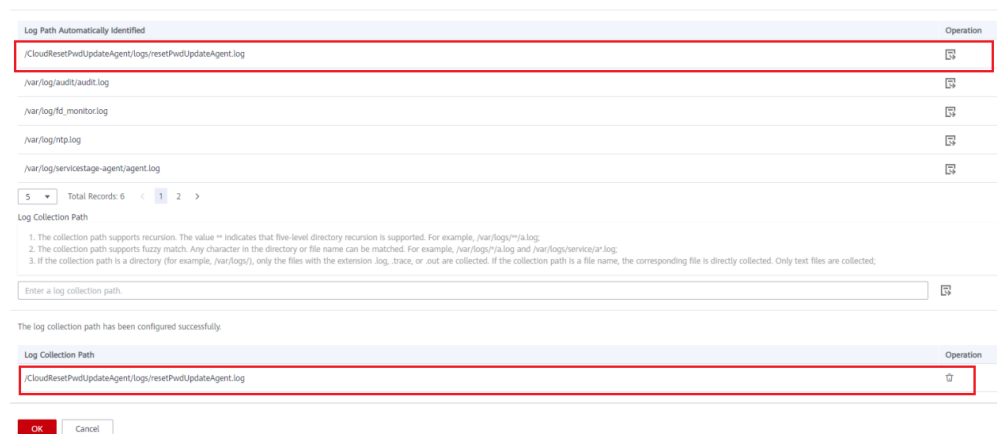 Log Path Automatically Identified Operation
/CloudResetPwdUpdateAgent/logs/resetPwdUpdateAgent.log
/var/log/audit/audit.log
/var/log/fd_monitor.log
/var/log/ntp.log
/var/log/servicestage-agent/agent.log
5 Total Records: 6 < 1 2 >
Log Collection Path
1. The collection path supports recursion. The value ** indicates that five-level directory recursion is supported. For example, /var/logs/**/a.log;
2. The collection path supports fuzzy match. Any character in the directory or file name can be matched. For example, /var/logs/*/a.log and /var/logs/service/a*.log;
3. If the collection path is a directory (for example, /var/logs/), only the files with the extension .log, .trace, or .out are collected. If the collection path is a file name, the corresponding file is directly collected. Only text files are collected;
Enter a log collection path.
The log collection path has been configured successfully.
Log Collection Path Operation
/CloudResetPwdUpdateAgent/logs/resetPwdUpdateAgent.log
OK Cancel